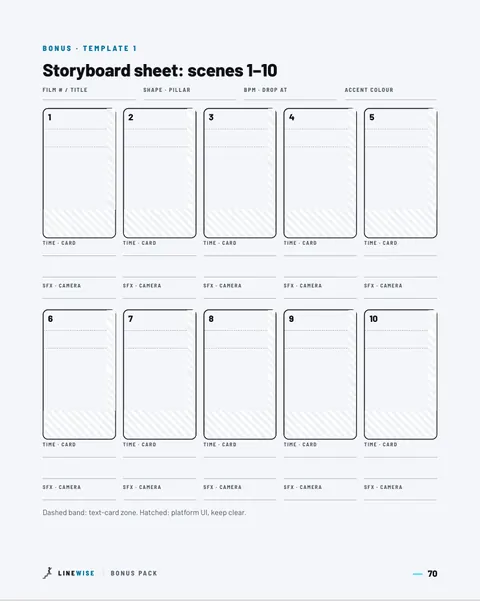 BONUS · TEMPLATE 1
Storyboard sheet: scenes 1–10
FILM # / TITLE SHAPE · PILLAR BPM · DROP AT ACCENT COLOUR
1 2 3 4 5
TIME · CARD TIME · CARD TIME · CARD TIME · CARD TIME · CARD
SFX · CAMERA SFX · CAMERA SFX · CAMERA SFX · CAMERA SFX · CAMERA
6 7 8 9 10
TIME · CARD TIME · CARD TIME · CARD TIME · CARD TIME · CARD
SFX · CAMERA SFX · CAMERA SFX · CAMERA SFX · CAMERA SFX · CAMERA
Dashed band: text-card zone. Hatched: platform UI, keep clear.
LINEWISE BONUS PACK 70